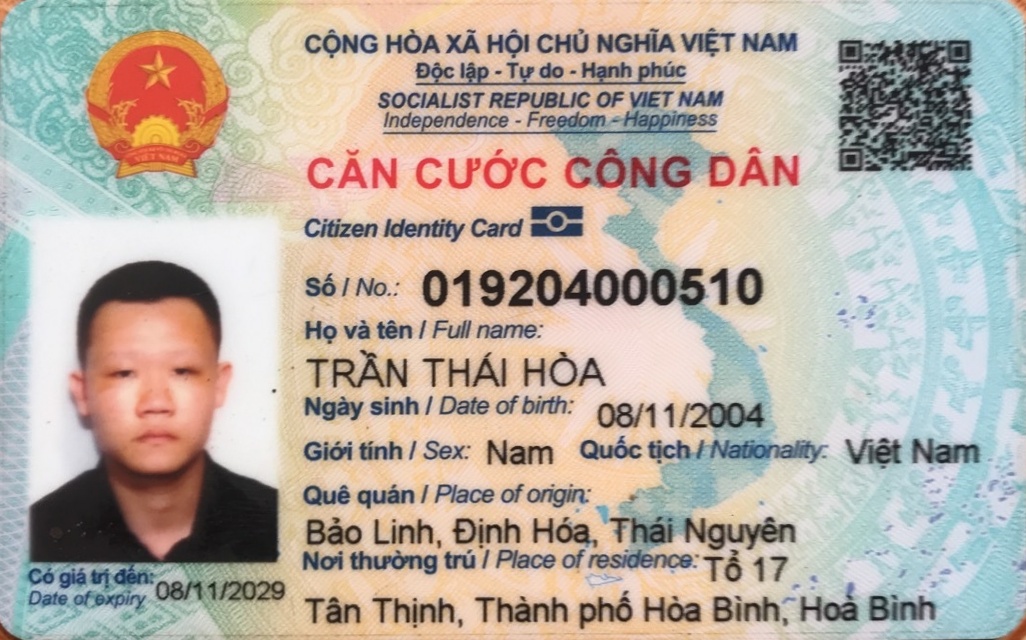 CỘNG HÒA XÃ HỘI CHỦ NGHĨA VIỆT NAM
Độc lập - Tự do - Hạnh phúc
SOCIALIST REPUBLIC OF VIET NAM
Independence - Freedom - Happiness
CĂN CƯỚC CÔNG DÂN
Citizen Identity Card
VIỆT NAM
Số / No.: 019204000510
Họ và tên / Full name:
TRẦN THÁI HÒA
Ngày sinh / Date of birth: 08/11/2004
Giới tính / Sex: Nam Quốc tịch / Nationality: Việt Nam
Quê quán / Place of origin:
Bảo Linh, Định Hóa, Thái Nguyên
Nơi thường trú / Place of residence: Tổ 17
Tân Thịnh, Thành phố Hòa Bình, Hoà Bình
Có giá trị đến: 08/11/2029
Date of expiry